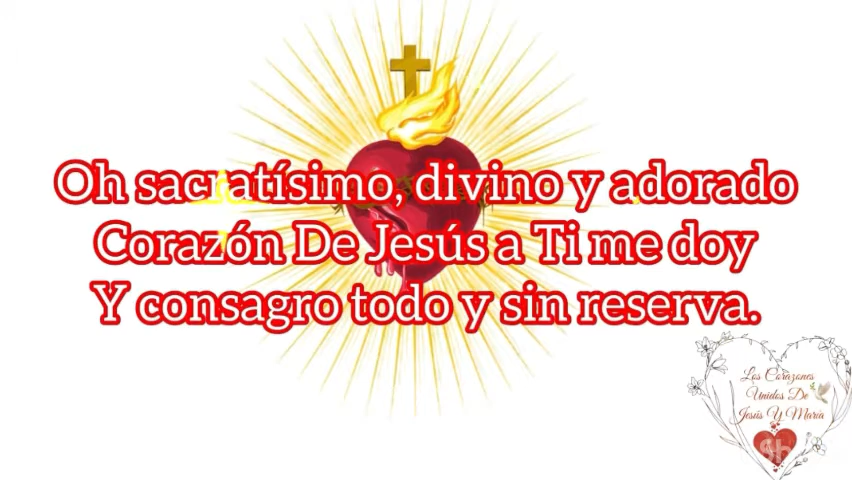 Oh sacratísimo, divino y adorado
Corazón De Jesús a Ti me doy
Y consagro todo y sin reserva.
Los Corazones
Unidos De
Jesús Y María